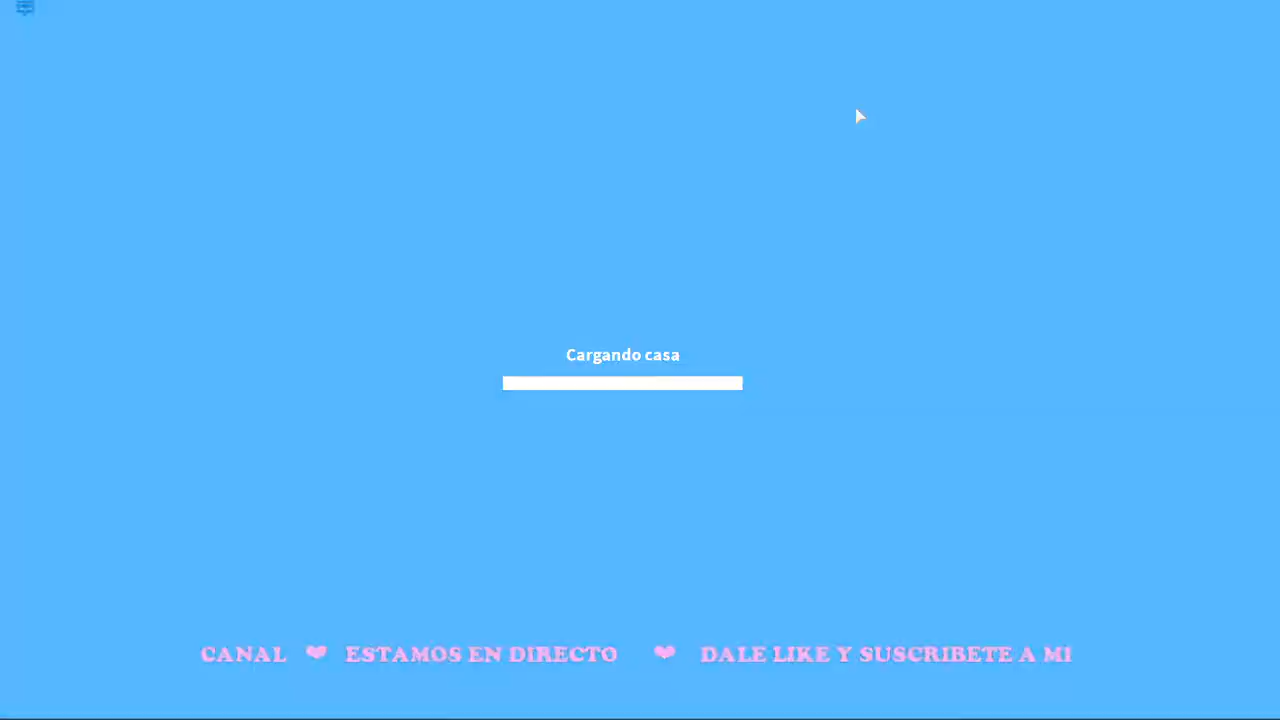 Cargando casa
CANAL ❤ ESTAMOS EN DIRECTO ❤ DALE LIKE Y SUSCRIBETE A MI